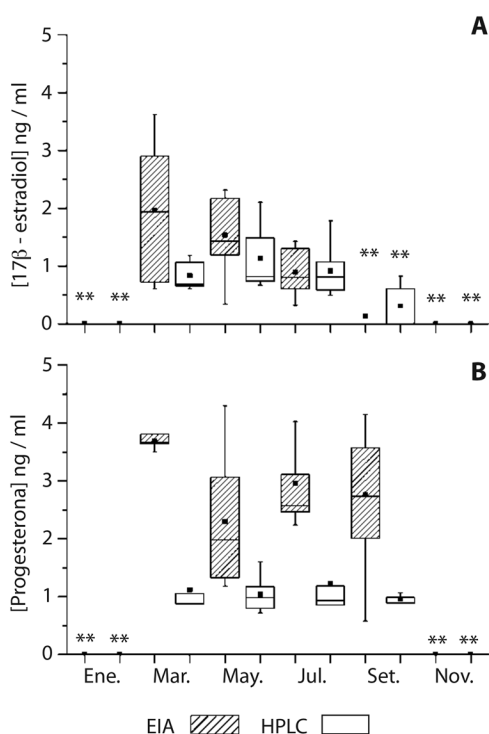 A
[17β - estradiol] ng / ml
5
4
3
2
1
0
** ** ** ** ** **
B
[Progesterona] ng / ml
5
4
3
2
1
0
** ** ** **
Ene. Mar. May. Jul. Set. Nov.
EIA HPLC